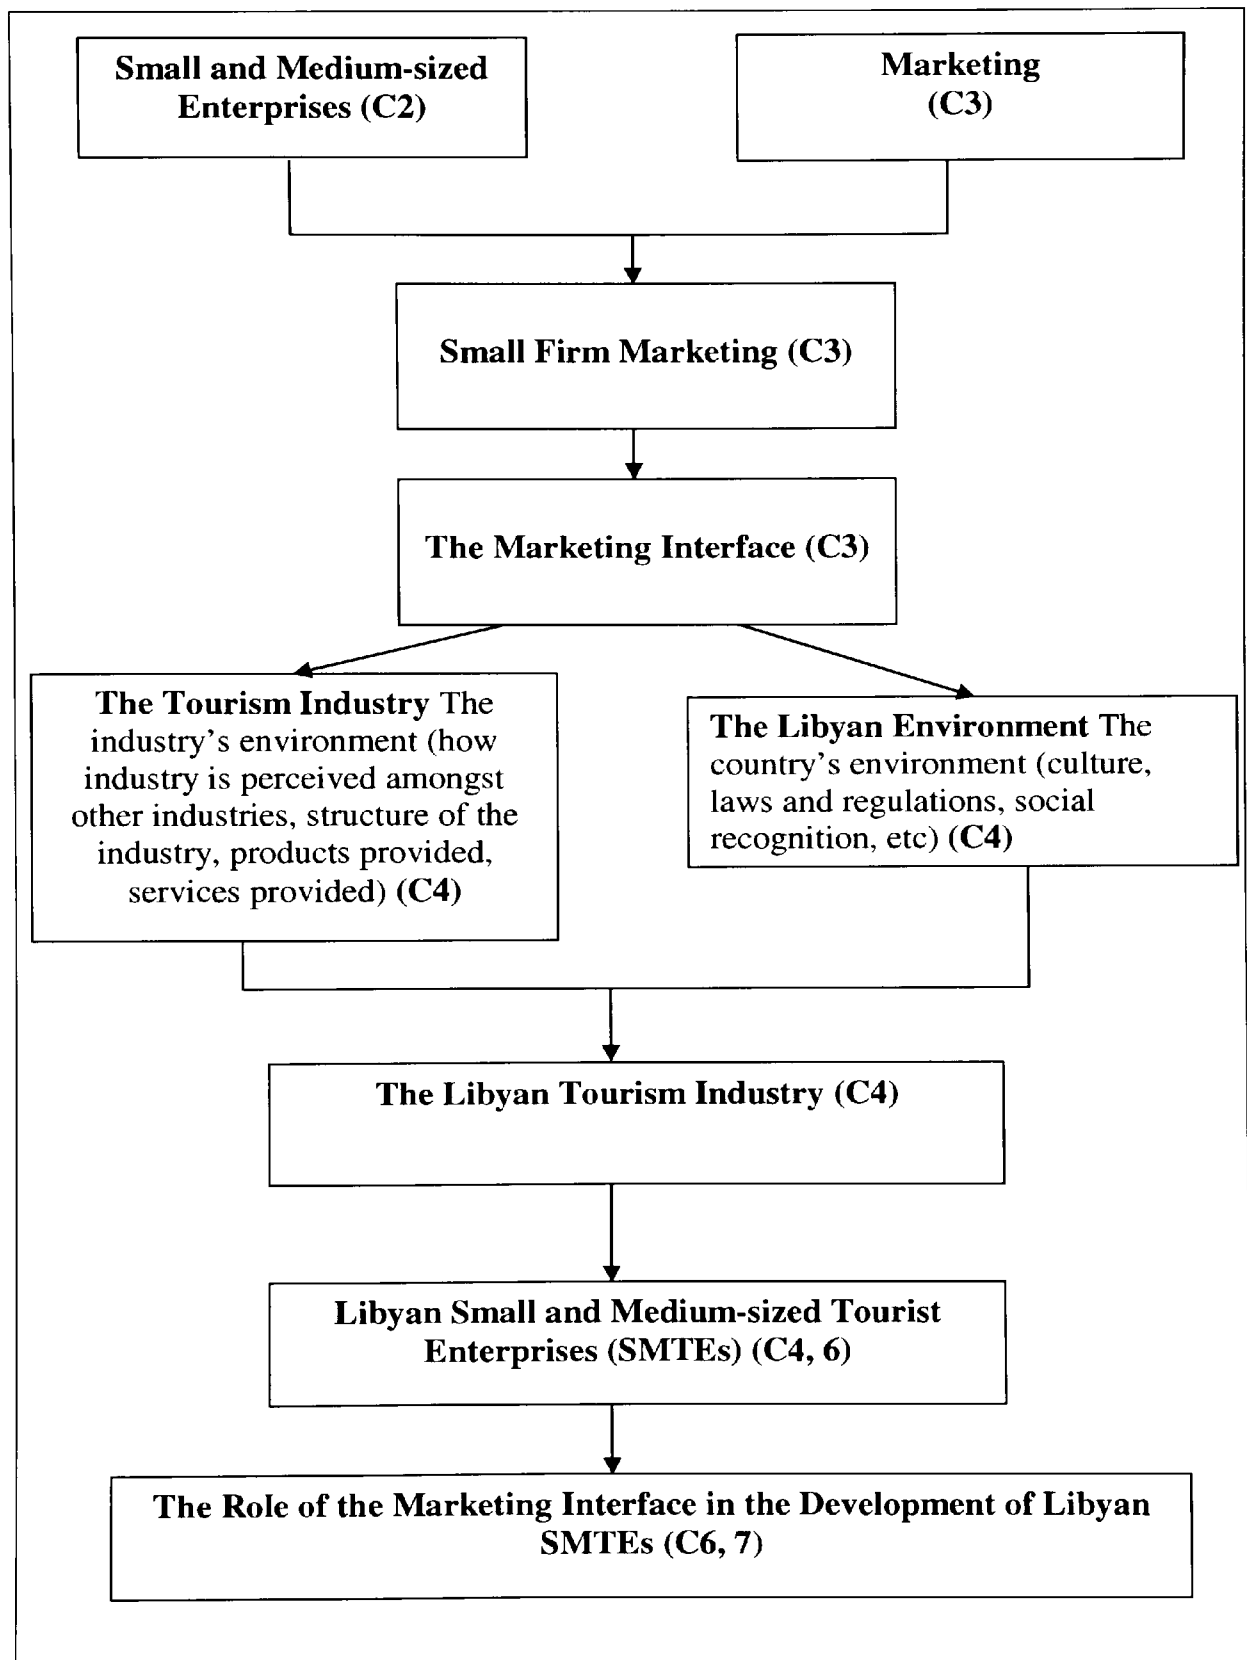 Small and Medium-sized
Enterprises (C2)
Marketing
(C3)
Small Firm Marketing (C3)
The Marketing Interface (C3)
The Tourism Industry The
industry's environment (how
industry is perceived amongst
other industries, structure of the
industry, products provided,
services provided) (C4)
The Libyan Environment The
country's environment (culture,
laws and regulations, social
recognition, etc) (C4)
The Libyan Tourism Industry (C4)
Libyan Small and Medium-sized Tourist
Enterprises (SMTEs) (C4, 6)
The Role of the Marketing Interface in the Development of Libyan
SMTEs (C6, 7)